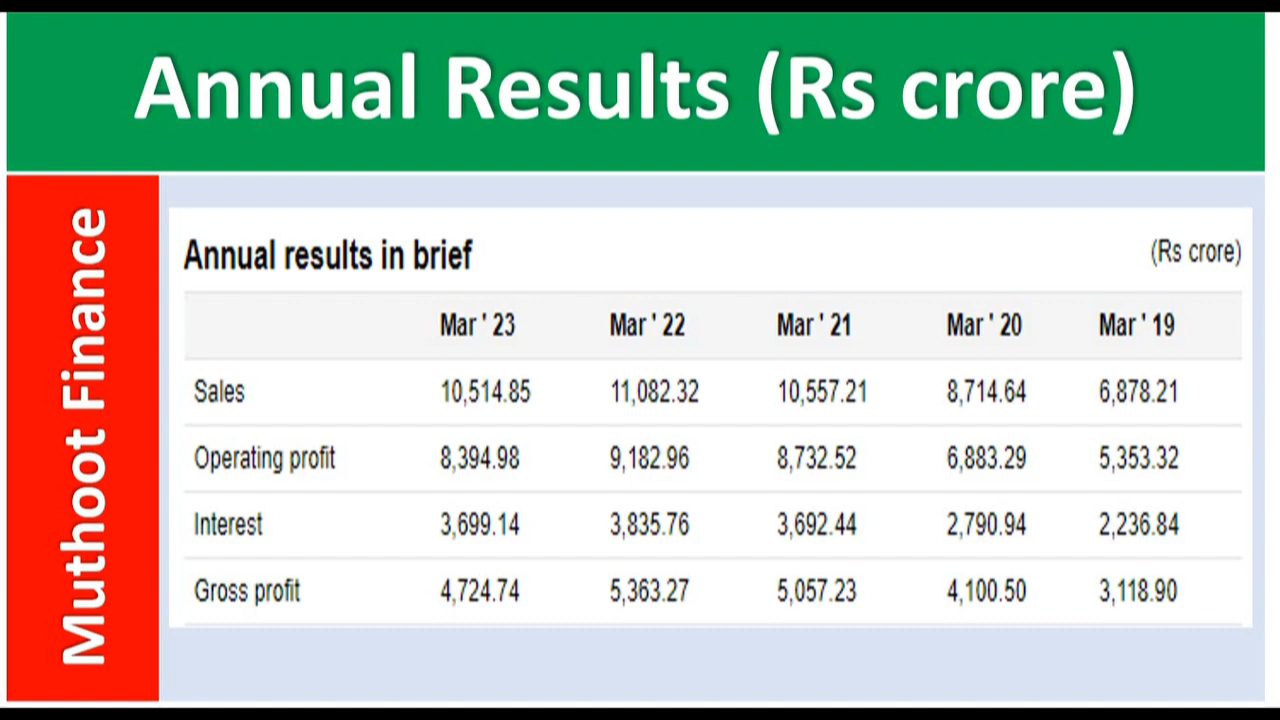 Annual Results (Rs crore)
Muthoot Finance
Annual results in brief (Rs crore)
Mar ' 23 Mar ' 22 Mar ' 21 Mar ' 20 Mar ' 19
Sales 10,514.85 11,082.32 10,557.21 8,714.64 6,878.21
Operating profit 8,394.98 9,182.96 8,732.52 6,883.29 5,353.32
Interest 3,699.14 3,835.76 3,692.44 2,790.94 2,236.84
Gross profit 4,724.74 5,363.27 5,057.23 4,100.50 3,118.90